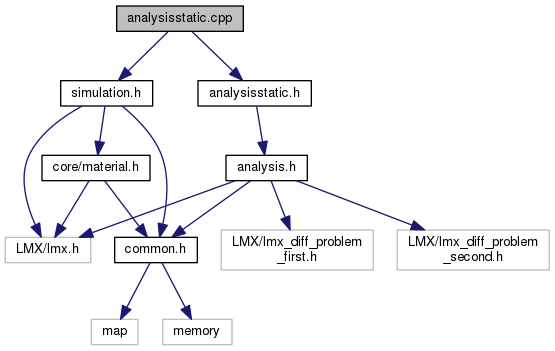 analysisstatic.cpp
simulation.h
analysisstatic.h
core/material.h
analysis.h
LMX/lmx.h
common.h
LMX/lmx_diff_problem
_first.h
LMX/lmx_diff_problem
_second.h
map
memory